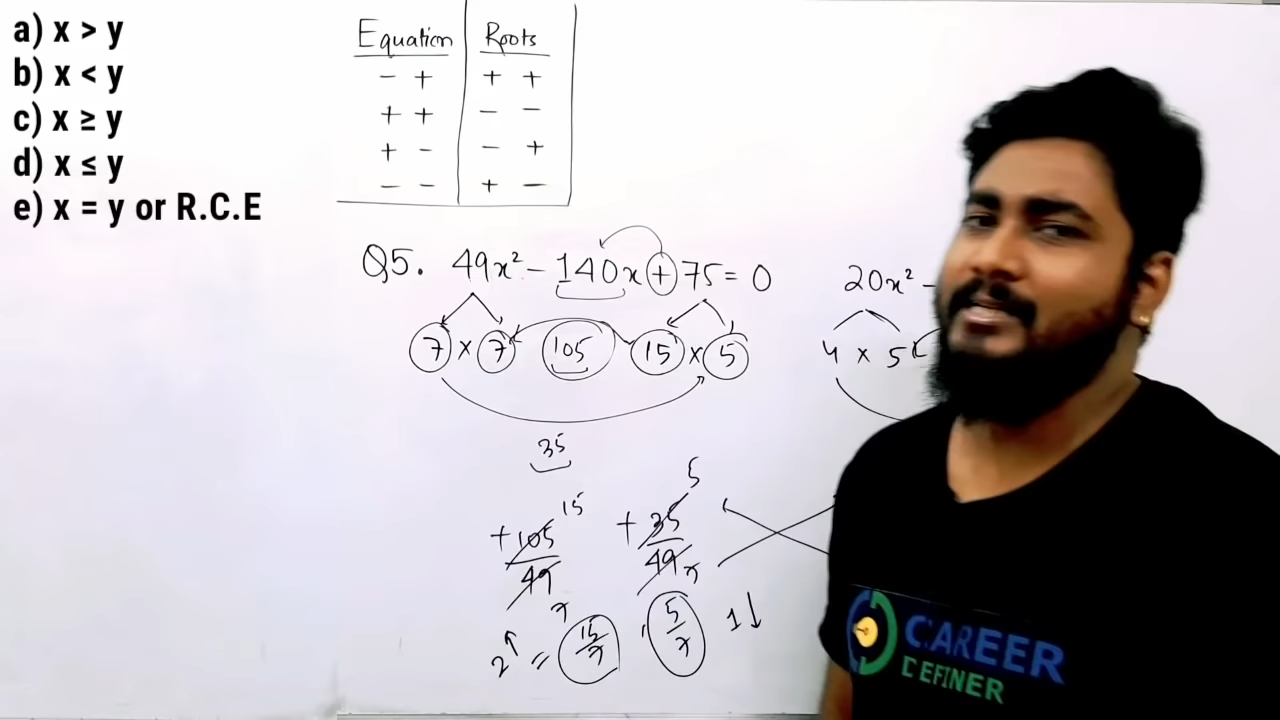 a) x > y
b) x < y
c) x ≥ y
d) x ≤ y
e) x = y or R.C.E
Equation Roots
- + + +
+ + - -
+ - - +
- - + -
Q5. 49x² - 140x + 75 = 0
7 × 7 105 15 × 5
35
+105/49 15 7
+35/49 5 7
2↑ = 15/7 , 5/7 1↓
20x² -
4 × 5
CAREER
DEFINER